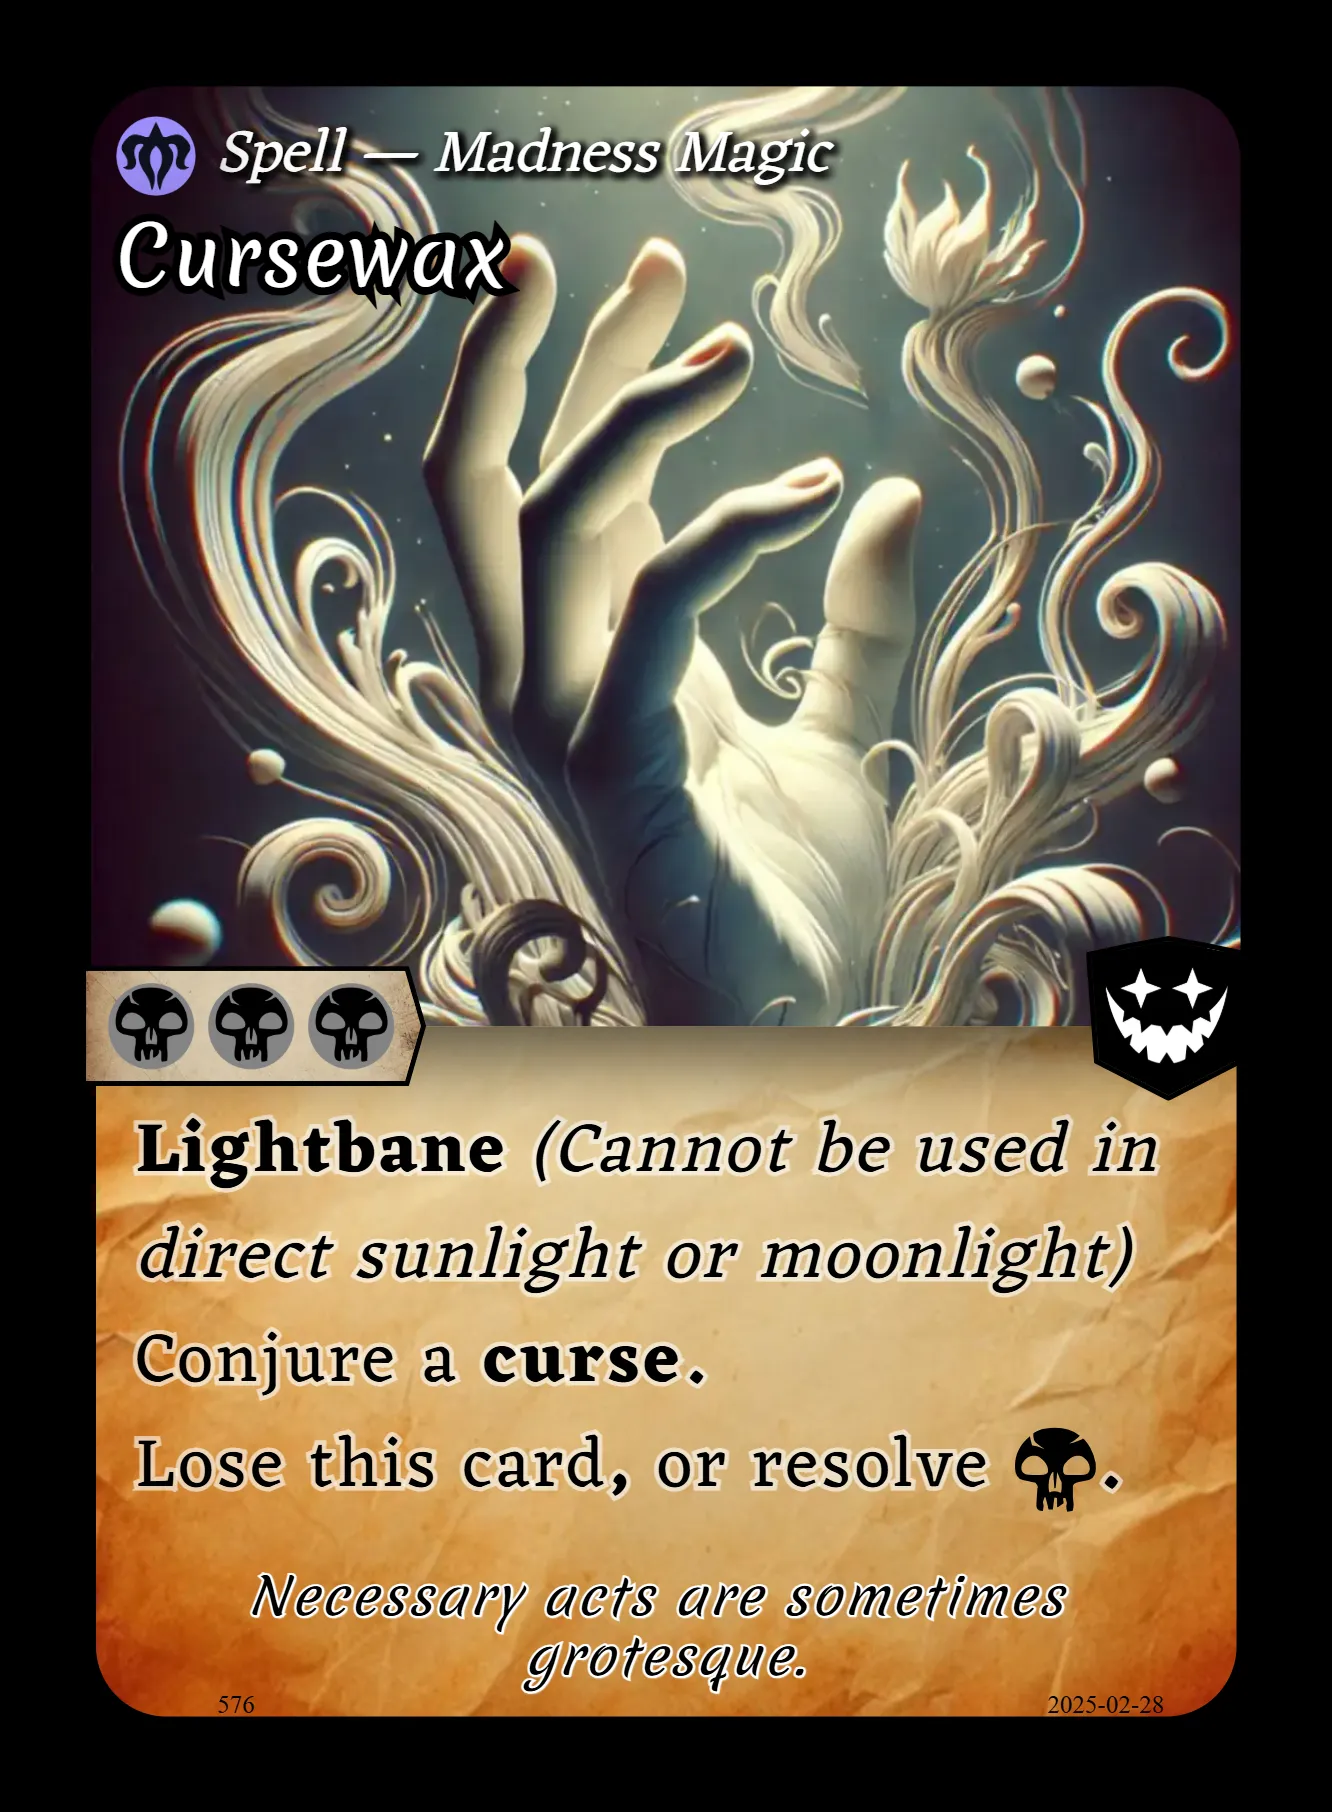 Spell — Madness Magic
Cursewax
Lightbane (Cannot be used in
direct sunlight or moonlight)
Conjure a curse.
Lose this card, or resolve .
Necessary acts are sometimes
grotesque.
576
2025-02-28